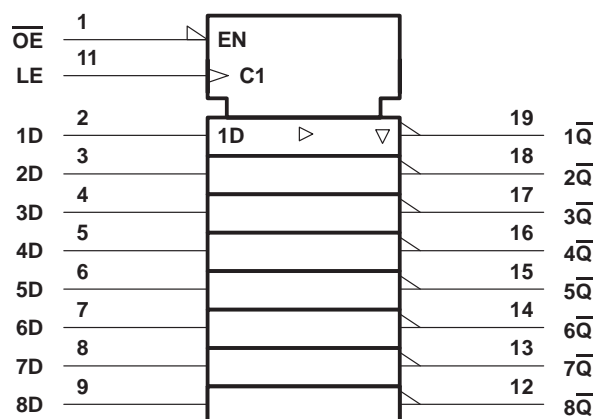 O̅E̅ 1 EN
LE 11 C1
1D 2 1D 19 1Q̅
2D 3 18 2Q̅
3D 4 17 3Q̅
4D 5 16 4Q̅
5D 6 15 5Q̅
6D 7 14 6Q̅
7D 8 13 7Q̅
8D 9 12 8Q̅